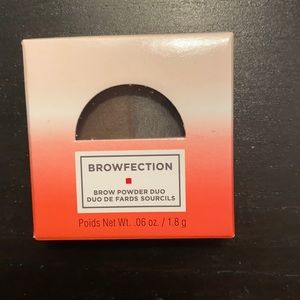 BROWFECTION
BROW POWDER DUO
DUO DE FARDS SOURCILS
Poids Net Wt. .06 oz. / 1.8 g